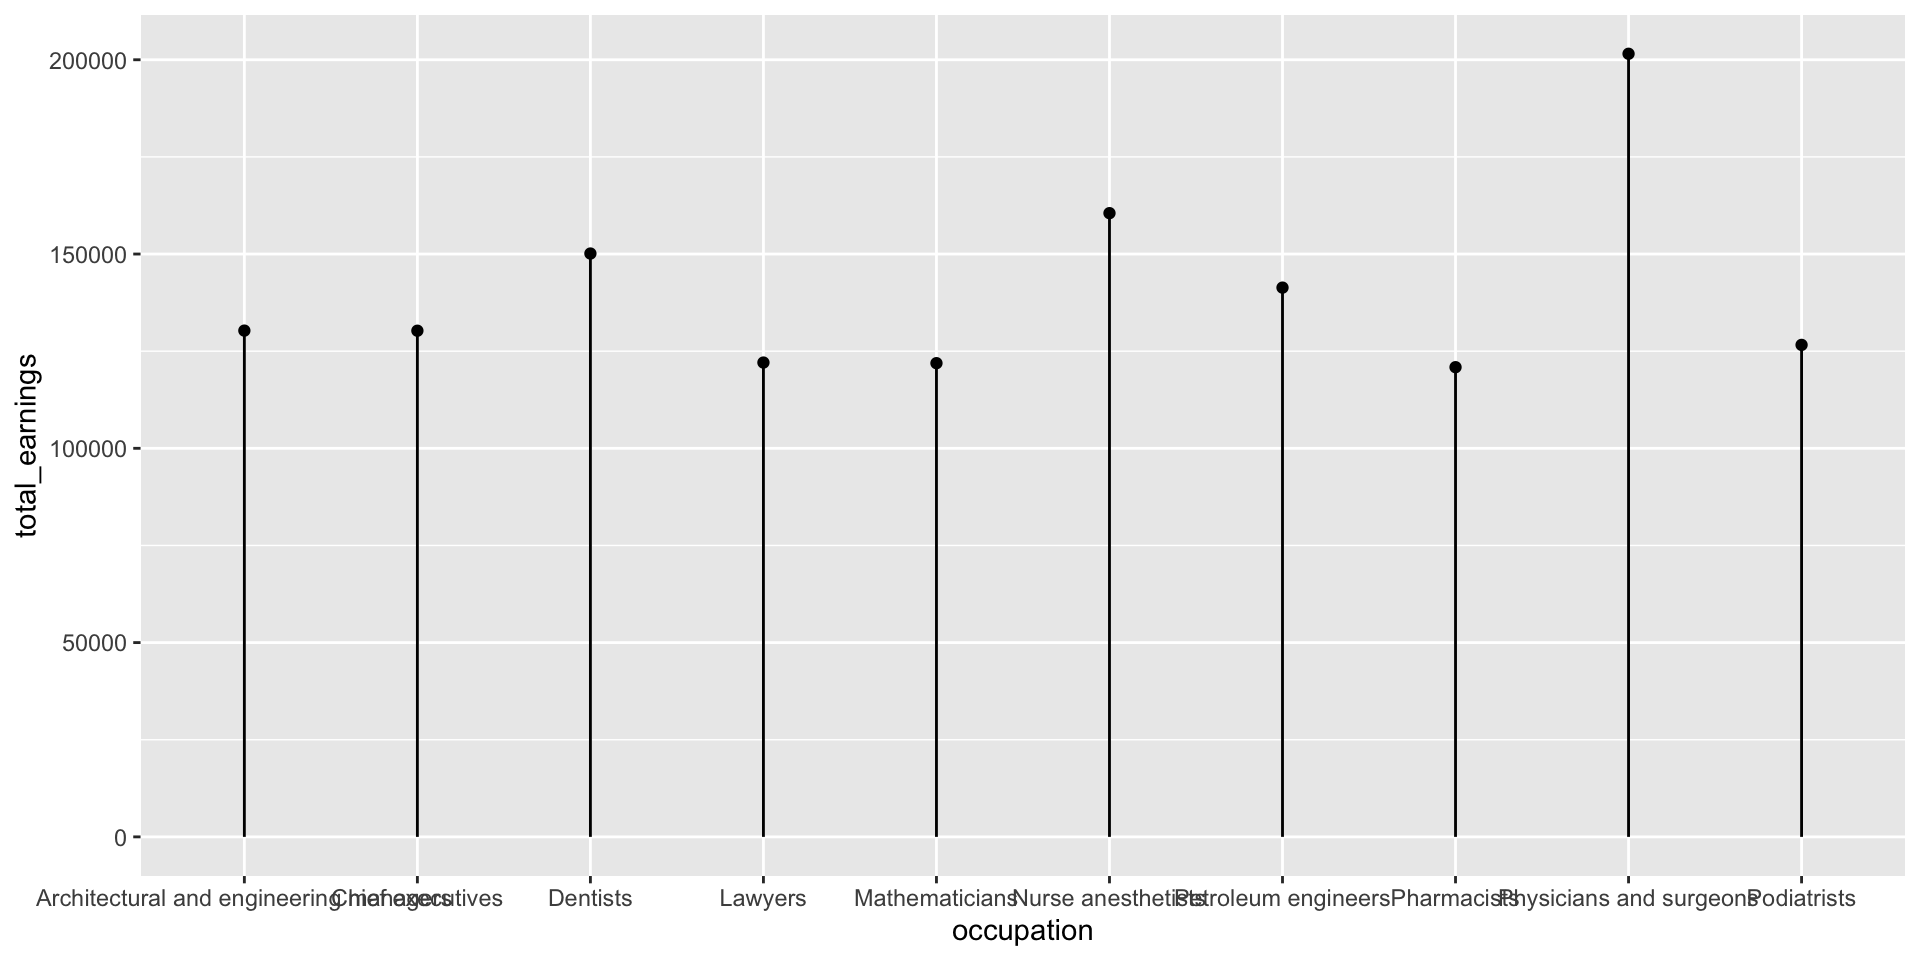 200000
150000
100000
50000
0
total_earnings
Architectural and engineering managers Chief executives Dentists Lawyers Mathematicians Nurse anesthetists Petroleum engineers Pharmacists Physicians and surgeons Podiatrists
occupation